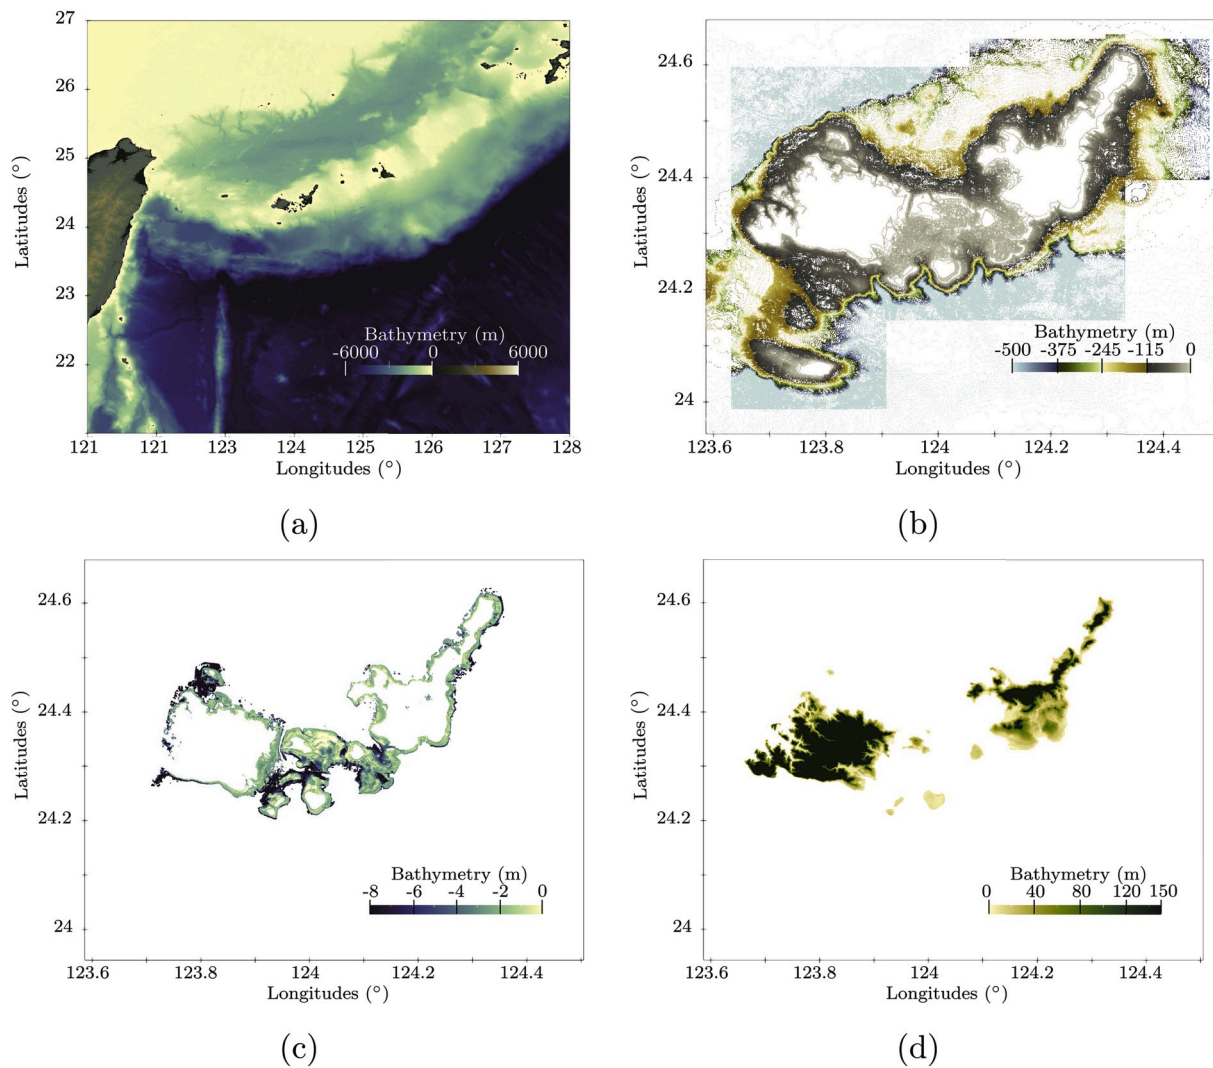 27
26
25
24
23
22
Latitudes (°)
Bathymetry (m)
-6000 0 6000
121 121 123 124 125 126 127 128
Longitudes (°)
(a)
24.6
24.4
24.2
24
Latitudes (°)
Bathymetry (m)
-500 -375 -245 -115 0
123.59 123.8 124 124.2 124.4
Longitudes (°)
(b)
24.6
24.4
24.2
24
Latitudes (°)
Bathymetry (m)
-8 -6 -4 -2 0
123.6 123.8 124 124.2 124.4
Longitudes (°)
(c)
24.6
24.4
24.2
24
Latitudes (°)
Bathymetry (m)
0 40 80 120 150
123.6 123.8 124 124.2 124.4
Longitudes (°)
(d)